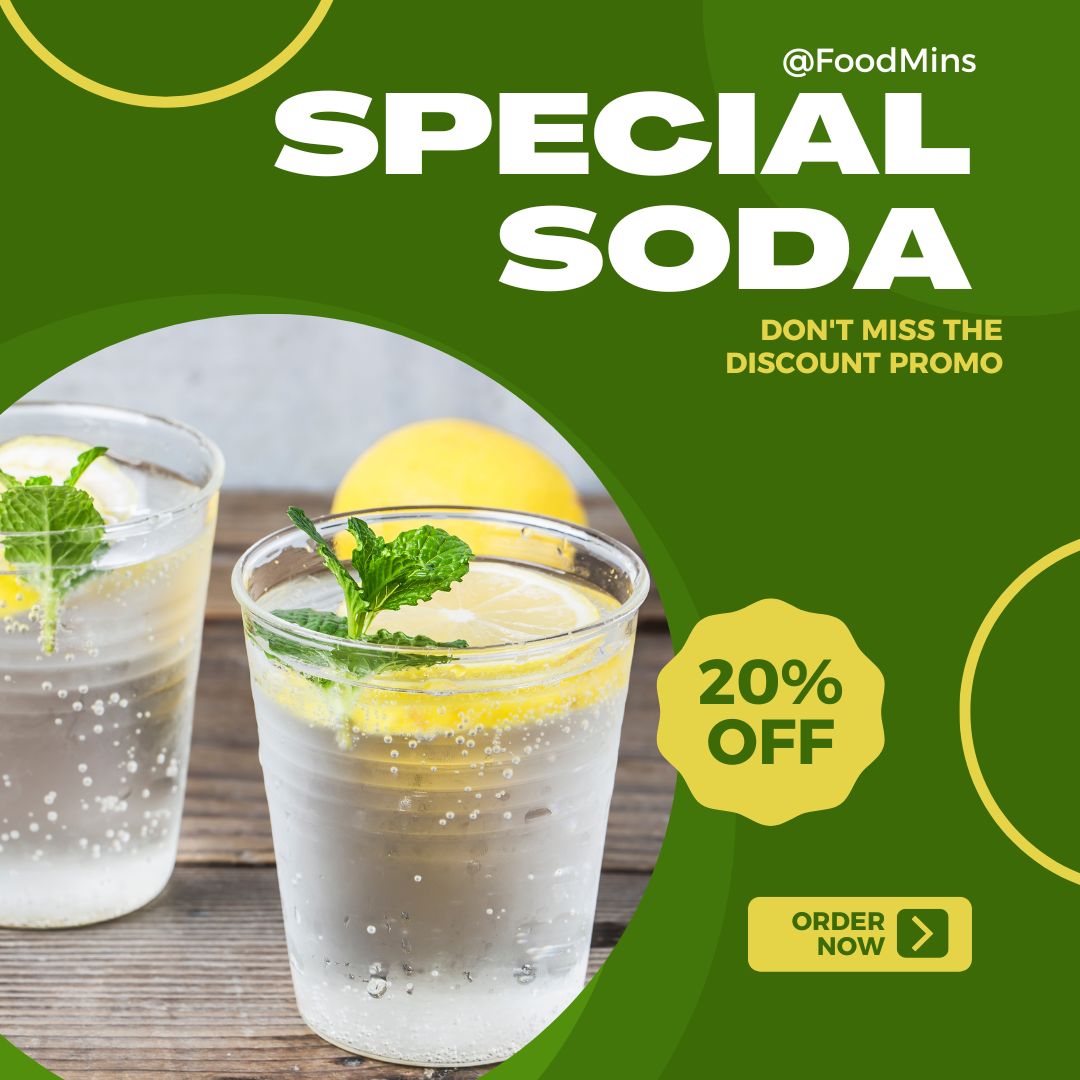 @FoodMins
SPECIAL
SODA
DON'T MISS THE
DISCOUNT PROMO
20%
OFF
ORDER
NOW